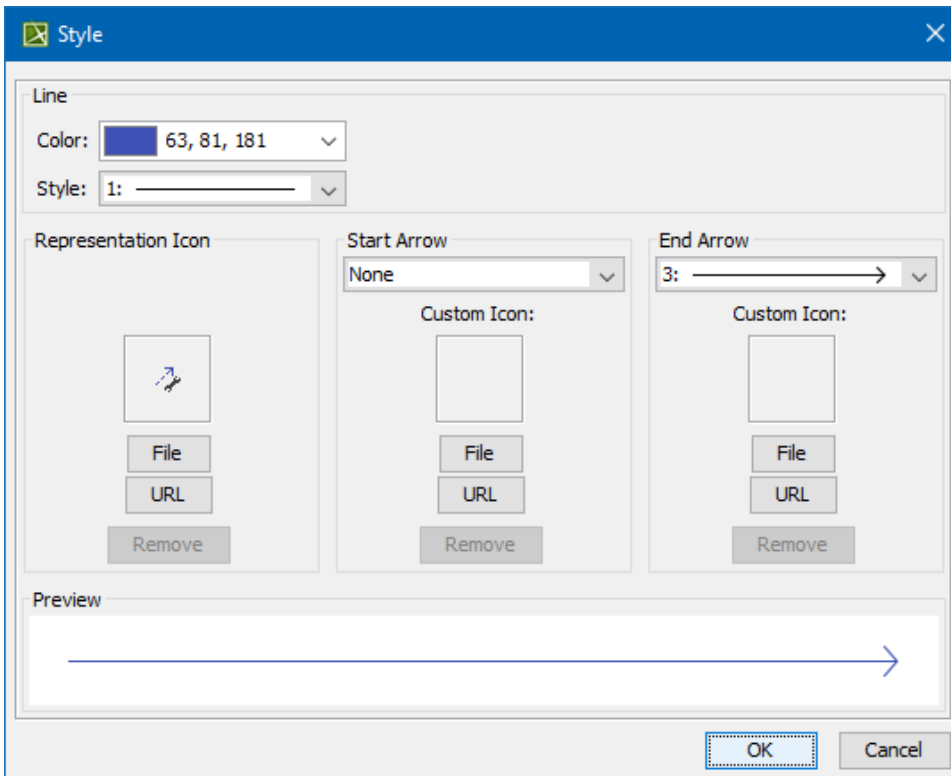 Style
Line
Color: 63, 81, 181
Style: 1:
Representation Icon
Start Arrow
End Arrow
None
3:
Custom Icon:
Custom Icon:
File
File
File
URL
URL
URL
Remove
Remove
Remove
Preview
OK
Cancel